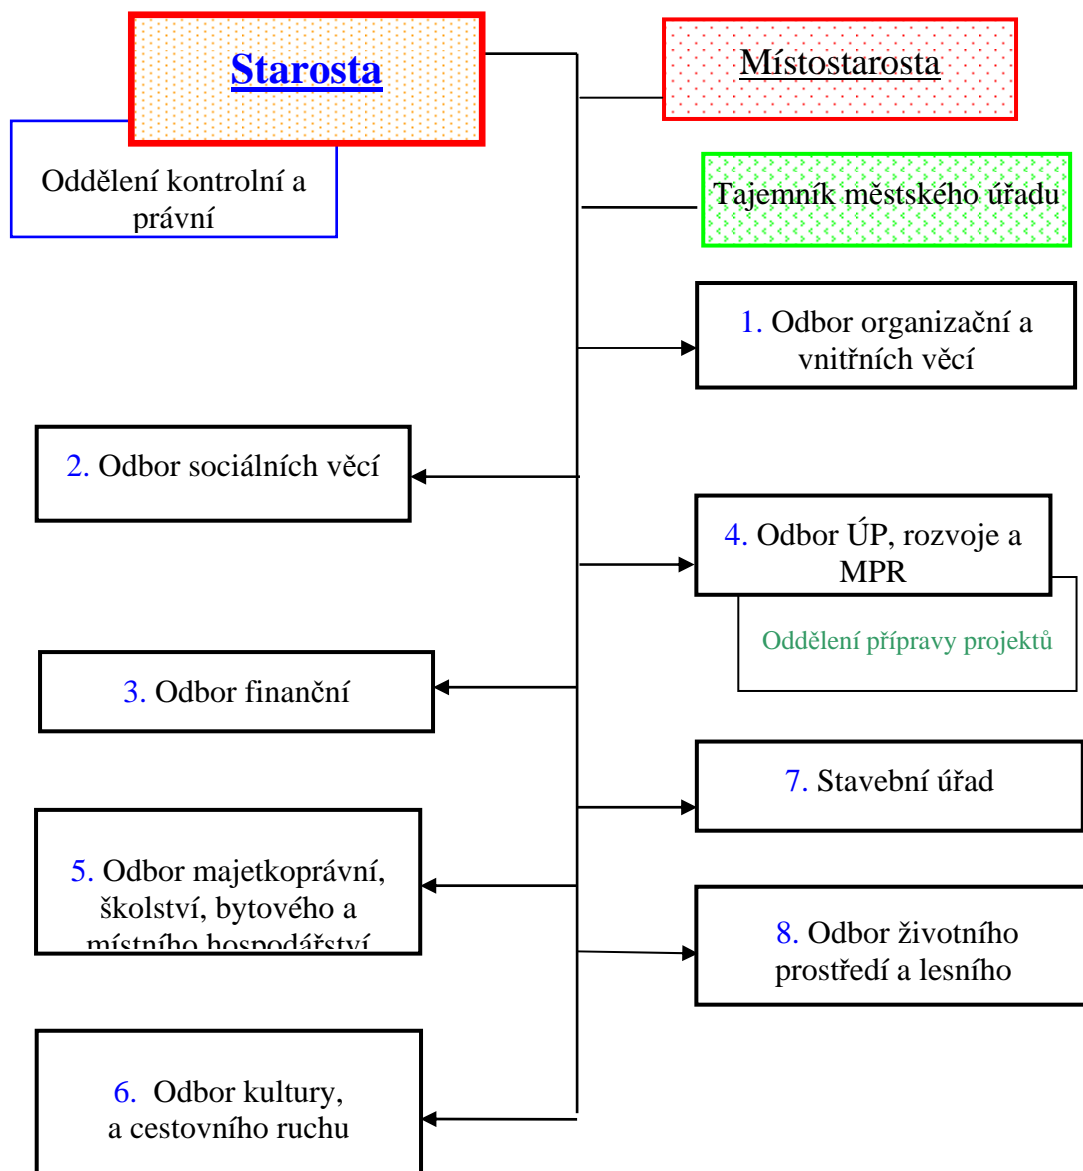 Starosta
Místostarosta
Oddělení kontrolní a
právní
Tajemník městského úřadu
1. Odbor organizační a
vnitřních věcí
2. Odbor sociálních věcí
4. Odbor ÚP, rozvoje a
MPR
Oddělení přípravy projektů
3. Odbor finanční
7. Stavební úřad
5. Odbor majetkoprávní,
školství, bytového a
místního hospodářství
8. Odbor životního
prostředí a lesního
6. Odbor kultury,
a cestovního ruchu